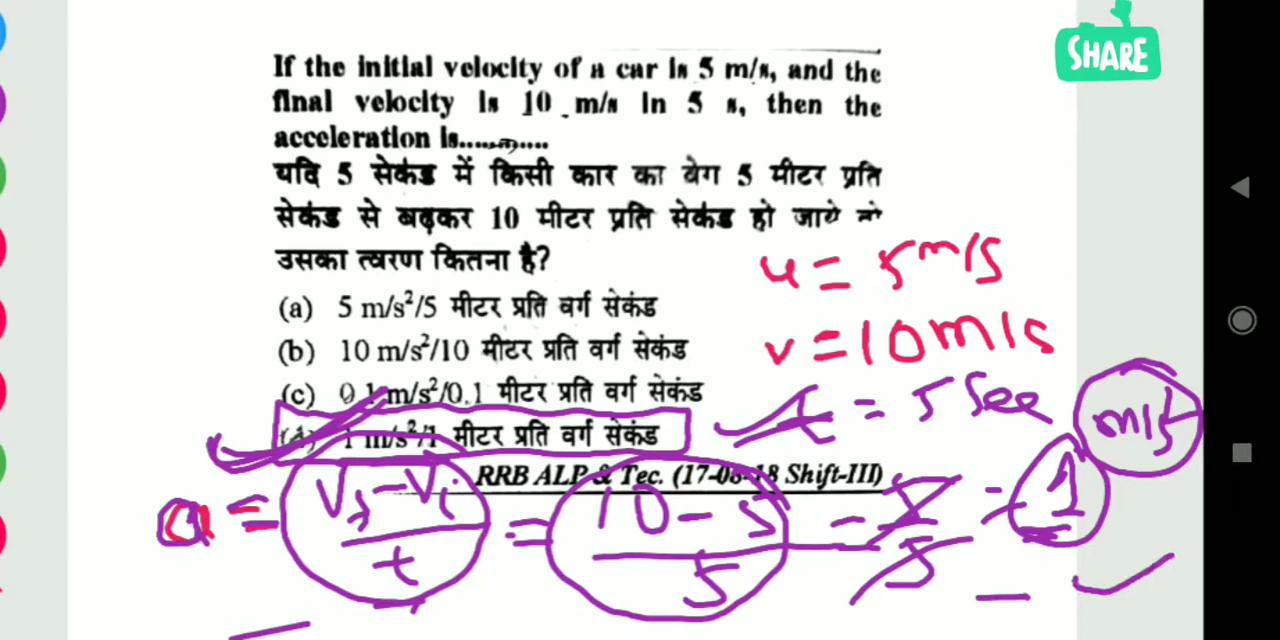 SHARE
If the initial velocity of a car is 5 m/s, and the
final velocity is 10 m/s in 5 s, then the
acceleration is..........
यदि 5 सेकंड में किसी कार का वेग 5 मीटर प्रति
सेकंड से बढ़कर 10 मीटर प्रति सेकंड हो जाये तो
उसका त्वरण कितना है?
u = 5 m/s
(a) 5 m/s²/5 मीटर प्रति वर्ग सेकंड
v = 10 m/s
(b) 10 m/s²/10 मीटर प्रति वर्ग सेकंड
(c) 0.1 m/s²/0.1 मीटर प्रति वर्ग सेकंड
t = 5 Sec
(d) 1 m/s²/1 मीटर प्रति वर्ग सेकंड
RRB ALP & Tec. (17-08-18 Shift-III)
a = = 10 - 5 / 5 = = 1